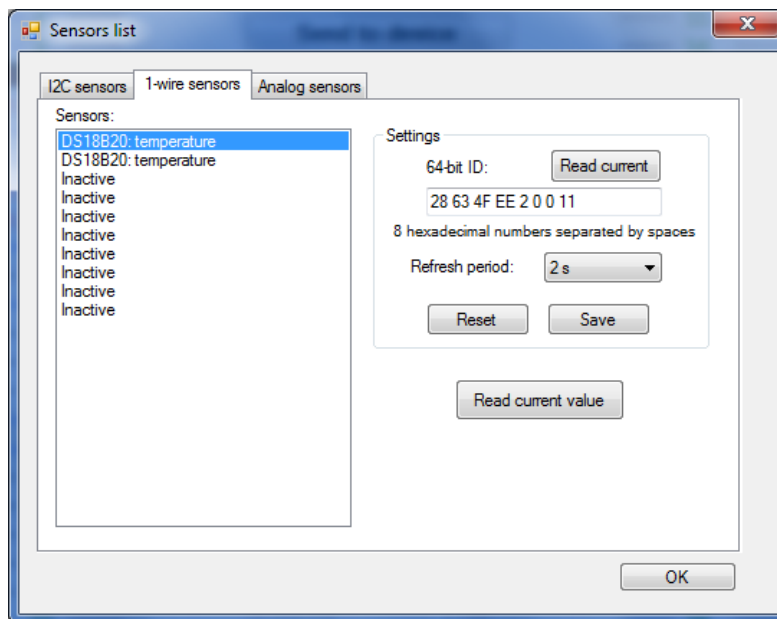 Sensors list
I2C sensors
1-wire sensors
Analog sensors
Sensors:
DS18B20: temperature
DS18B20: temperature
Inactive
Inactive
Inactive
Inactive
Inactive
Inactive
Inactive
Inactive
Settings
64-bit ID:
Read current
28 63 4F EE 2 0 0 11
8 hexadecimal numbers separated by spaces
Refresh period:
2 s
Reset
Save
Read current value
OK